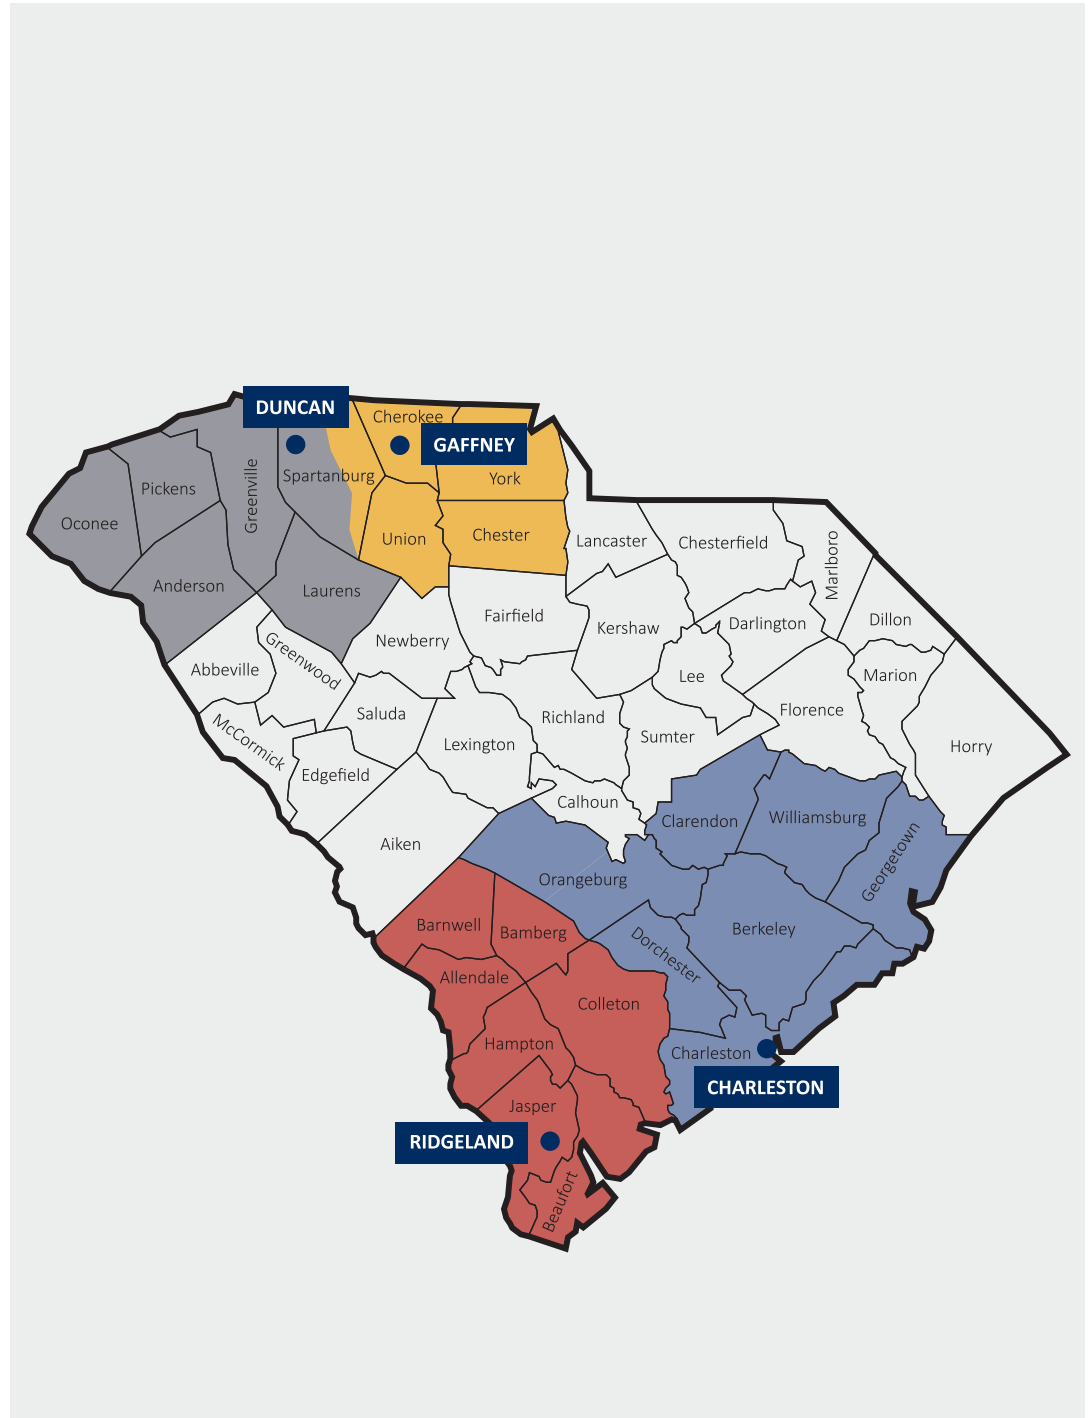 DUNCAN
Cherokee
GAFFNEY
Spartanburg
York
Pickens
Greenville
Oconee
Union
Chester
Lancaster
Chesterfield
Marlboro
Anderson
Laurens
Fairfield
Kershaw
Darlington
Dillon
Newberry
Greenwood
Abbeville
Lee
Marion
Saluda
Richland
Florence
McCormick
Lexington
Sumter
Horry
Edgefield
Calhoun
Clarendon
Williamsburg
Aiken
Georgetown
Orangeburg
Barnwell
Bamberg
Dorchester
Berkeley
Allendale
Colleton
Hampton
Charleston
CHARLESTON
Jasper
RIDGELAND
Beaufort